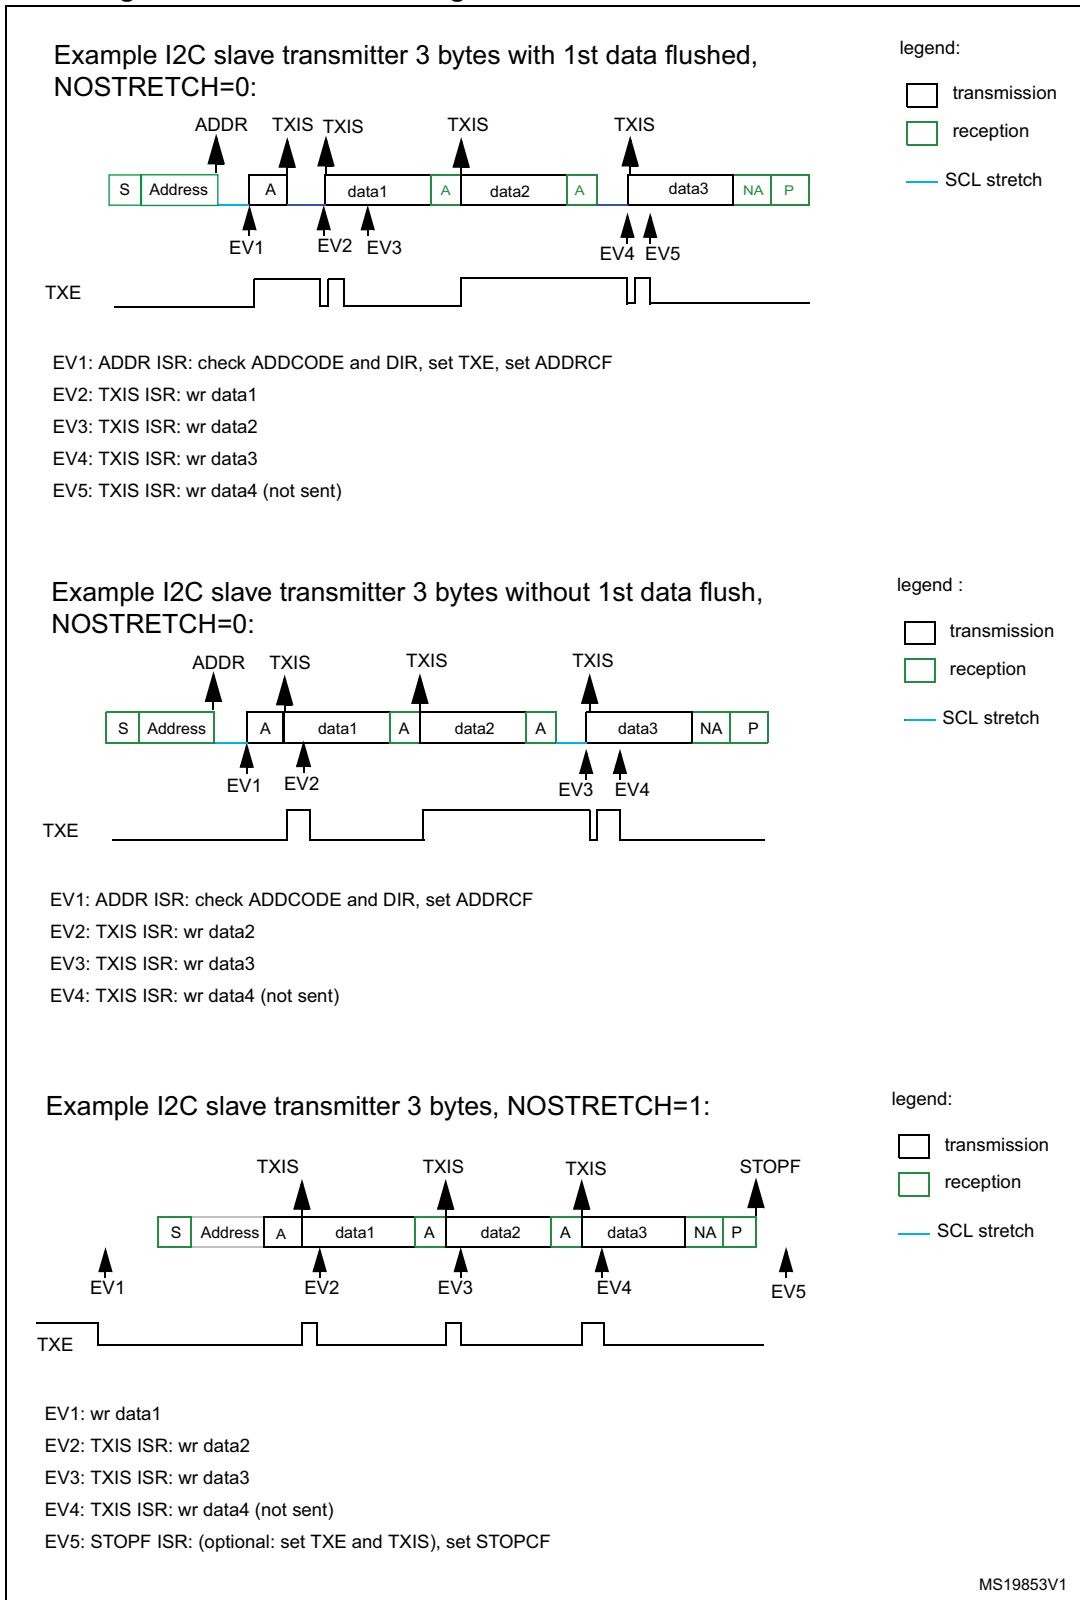 Example I2C slave transmitter 3 bytes with 1st data flushed,
NOSTRETCH=0:
legend:
transmission
reception
SCL stretch
ADDR TXIS TXIS TXIS TXIS
S Address A data1 A data2 A data3 NA P
EV1 EV2 EV3 EV4 EV5
TXE
EV1: ADDR ISR: check ADDCODE and DIR, set TXE, set ADDRCF
EV2: TXIS ISR: wr data1
EV3: TXIS ISR: wr data2
EV4: TXIS ISR: wr data3
EV5: TXIS ISR: wr data4 (not sent)
Example I2C slave transmitter 3 bytes without 1st data flush,
NOSTRETCH=0:
legend :
transmission
reception
SCL stretch
ADDR TXIS TXIS TXIS
S Address A data1 A data2 A data3 NA P
EV1 EV2 EV3 EV4
TXE
EV1: ADDR ISR: check ADDCODE and DIR, set ADDRCF
EV2: TXIS ISR: wr data2
EV3: TXIS ISR: wr data3
EV4: TXIS ISR: wr data4 (not sent)
Example I2C slave transmitter 3 bytes, NOSTRETCH=1:
legend:
transmission
reception
SCL stretch
TXIS TXIS TXIS STOPF
S Address A data1 A data2 A data3 NA P
EV1 EV2 EV3 EV4 EV5
TXE
EV1: wr data1
EV2: TXIS ISR: wr data2
EV3: TXIS ISR: wr data3
EV4: TXIS ISR: wr data4 (not sent)
EV5: STOPF ISR: (optional: set TXE and TXIS), set STOPCF
MS19853V1